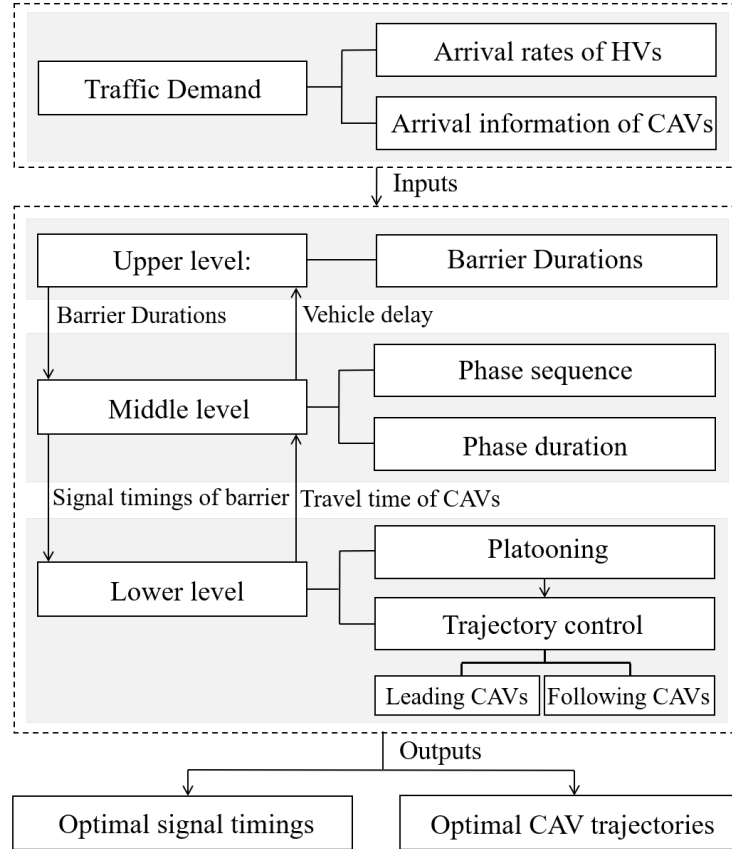 Traffic Demand
Arrival rates of HVs
Arrival information of CAVs
Inputs
Upper level:
Barrier Durations
Barrier Durations
Vehicle delay
Middle level
Phase sequence
Phase duration
Signal timings of barrier
Travel time of CAVs
Lower level
Platooning
Trajectory control
Leading CAVs
Following CAVs
Outputs
Optimal signal timings
Optimal CAV trajectories